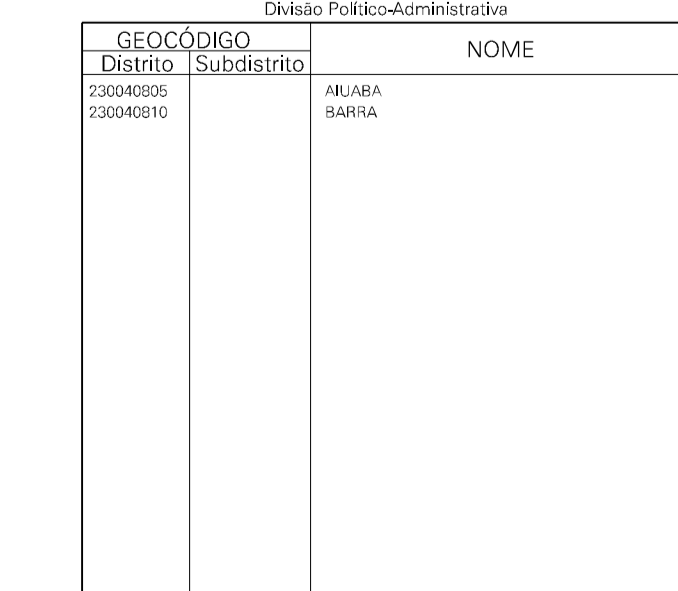 Divisão Político-Administrativa
GEOCÓDIGO
NOME
Distrito Subdistrito
230040805 AIUABA
230040810 BARRA